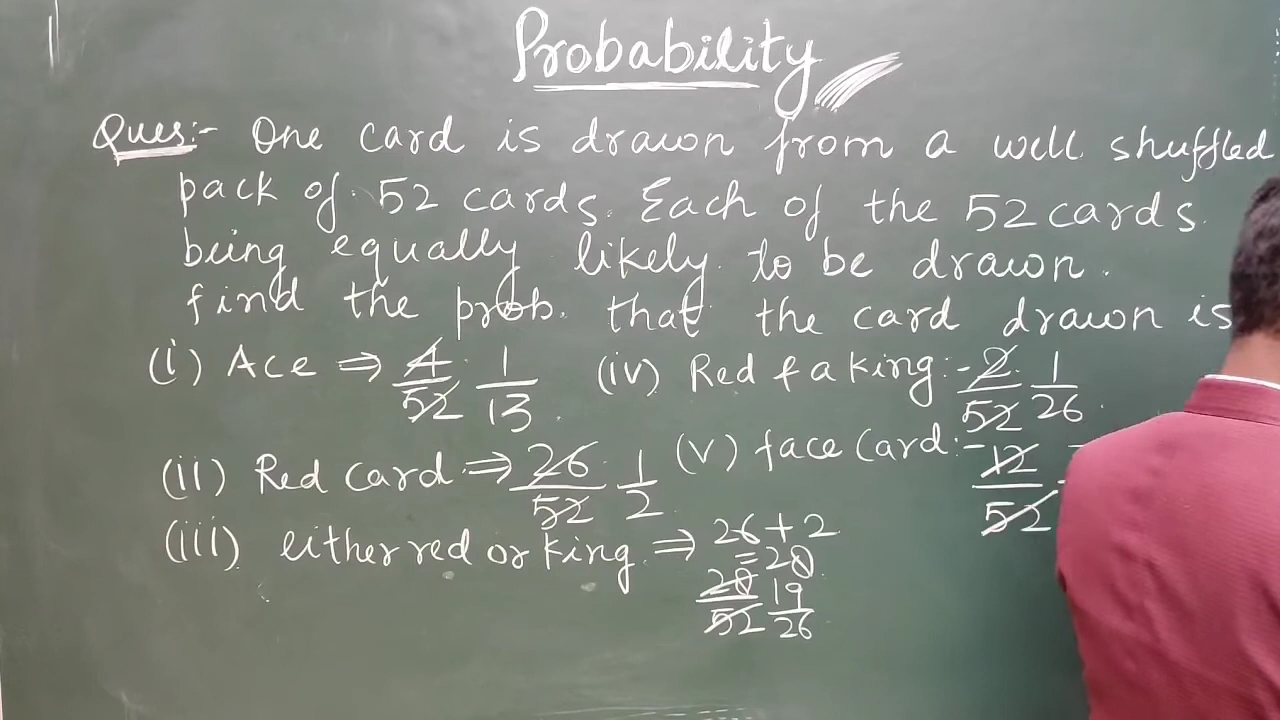 Probability
Ques:- One card is drawn from a well shuffled
pack of 52 cards. Each of the 52 cards.
being equally likely to be drawn.
find the prob. that the card drawn is
(i) Ace ⇒ 4/52 1/13 (iv) Red & a King:- 2/52 1/26
(ii) Red Card ⇒ 26/52 1/2 (v) face Card:- 12/52
(iii) either red or King ⇒ 26+2
=28
28/52 19/26